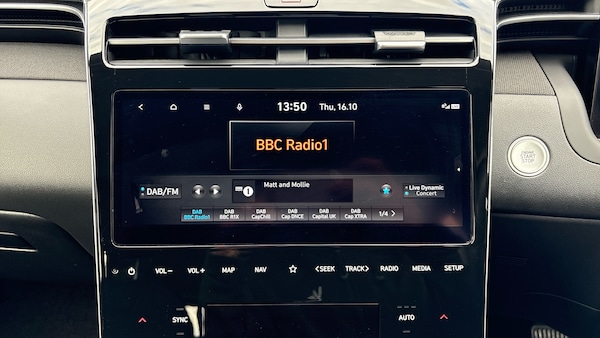 13:50 Thu, 16.10
BBC Radio1
DAB/FM
1
Matt and Mollie
Live Dynamic
Concert
DAB
BBC Radio1
DAB
BBC R1X
DAB
CapChill
DAB
Cap DNCE
DAB
Capital UK
DAB
Cap XTRA
1/4 >
START
STOP
VOL− VOL+ MAP NAV <SEEK TRACK> RADIO MEDIA SETUP
SYNC AUTO